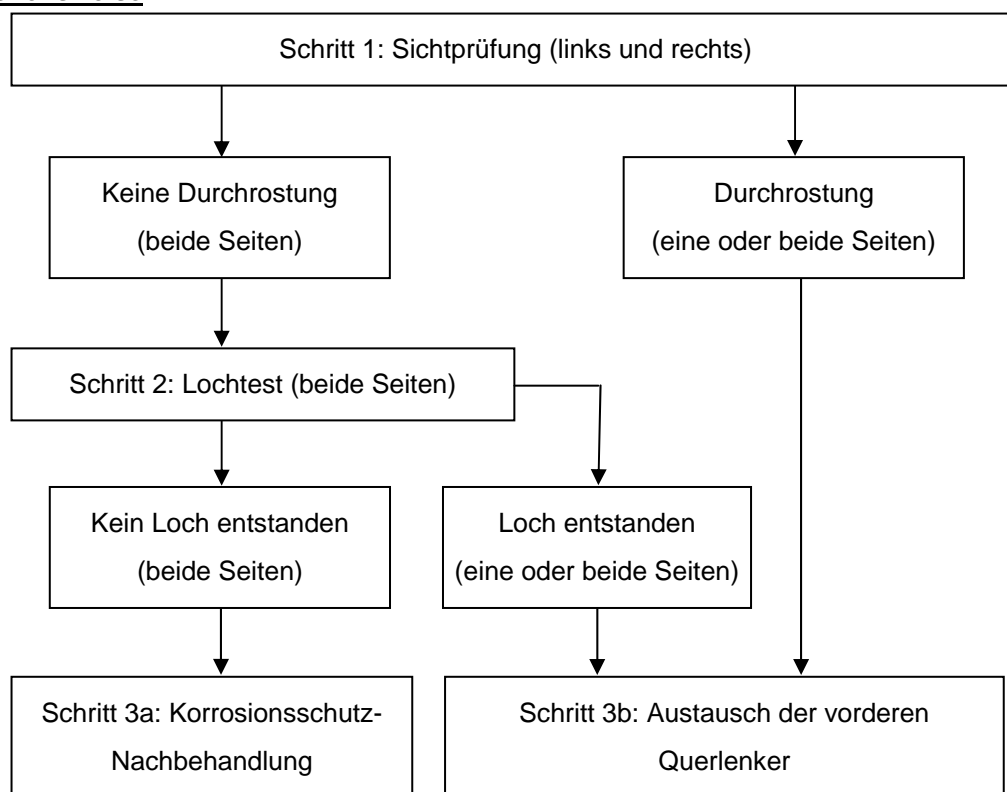 Schritt 1: Sichtprüfung (links und rechts)
Keine Durchrostung
(beide Seiten)
Durchrostung
(eine oder beide Seiten)
Schritt 2: Lochtest (beide Seiten)
Kein Loch entstanden
(beide Seiten)
Loch entstanden
(eine oder beide Seiten)
Schritt 3a: Korrosionsschutz-
Nachbehandlung
Schritt 3b: Austausch der vorderen
Querlenker